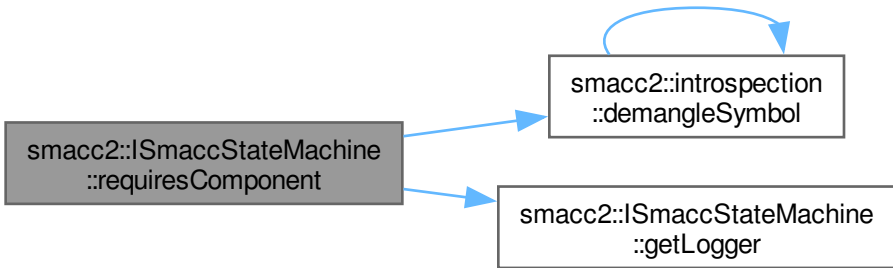 smacc2::introspection
::demangleSymbol
smacc2::ISmaccStateMachine
::requiresComponent
smacc2::ISmaccStateMachine
::getLogger